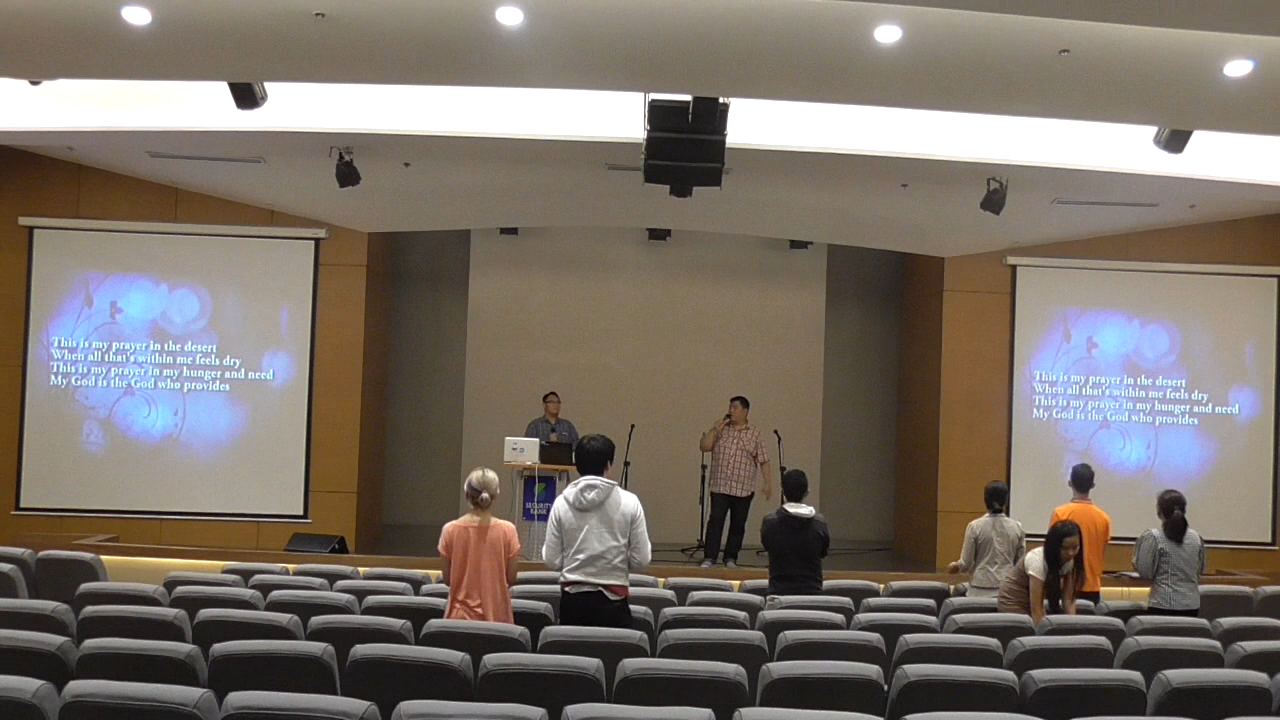 This is my prayer in the desert
When all that's within me feels dry
This is my prayer in my hunger and need
My God is the God who provides
SECURITY
BANK
This is my prayer in the desert
When all that's within me feels dry
This is my prayer in my hunger and need
My God is the God who provides